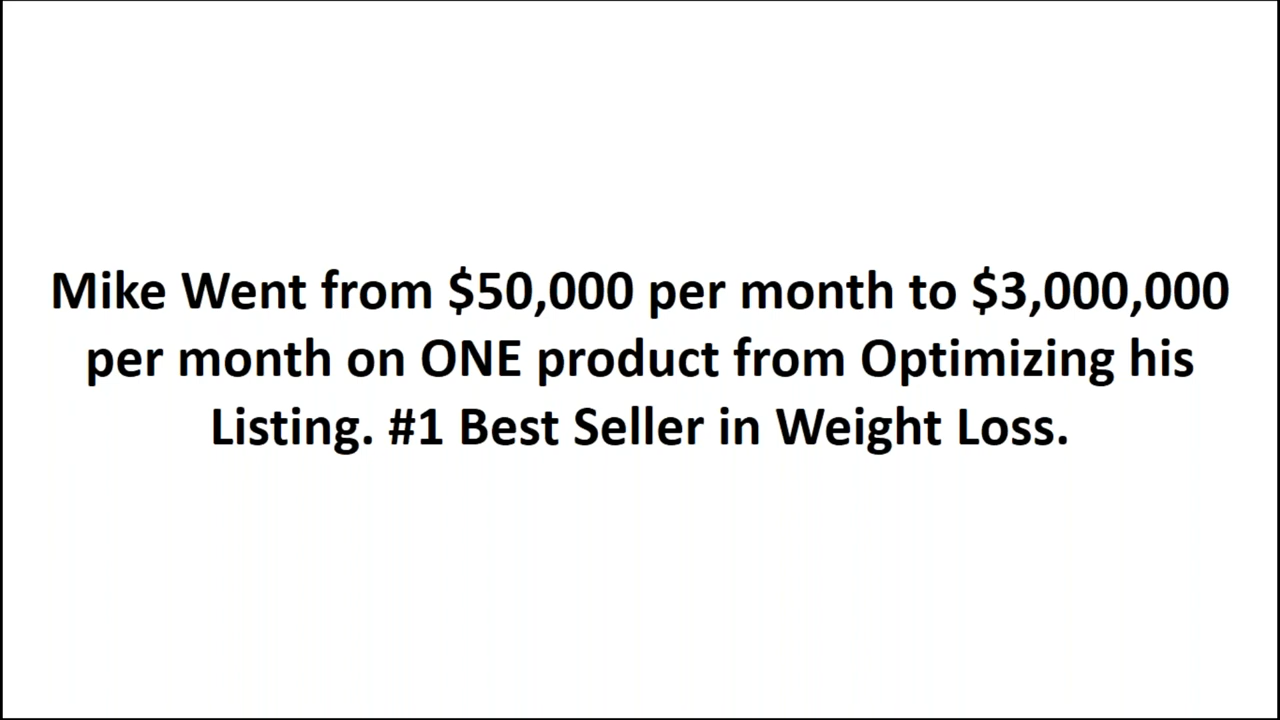 Mike Went from $50,000 per month to $3,000,000
per month on ONE product from Optimizing his
Listing. #1 Best Seller in Weight Loss.